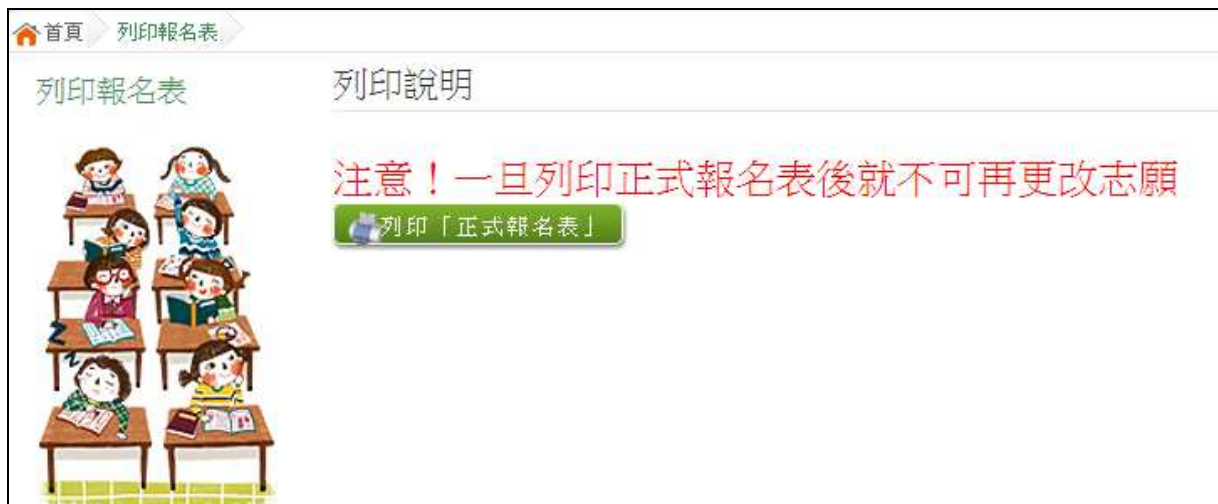 首頁 列印報名表
列印報名表
列印說明
注意！一旦列印正式報名表後就不可再更改志願
列印「正式報名表」